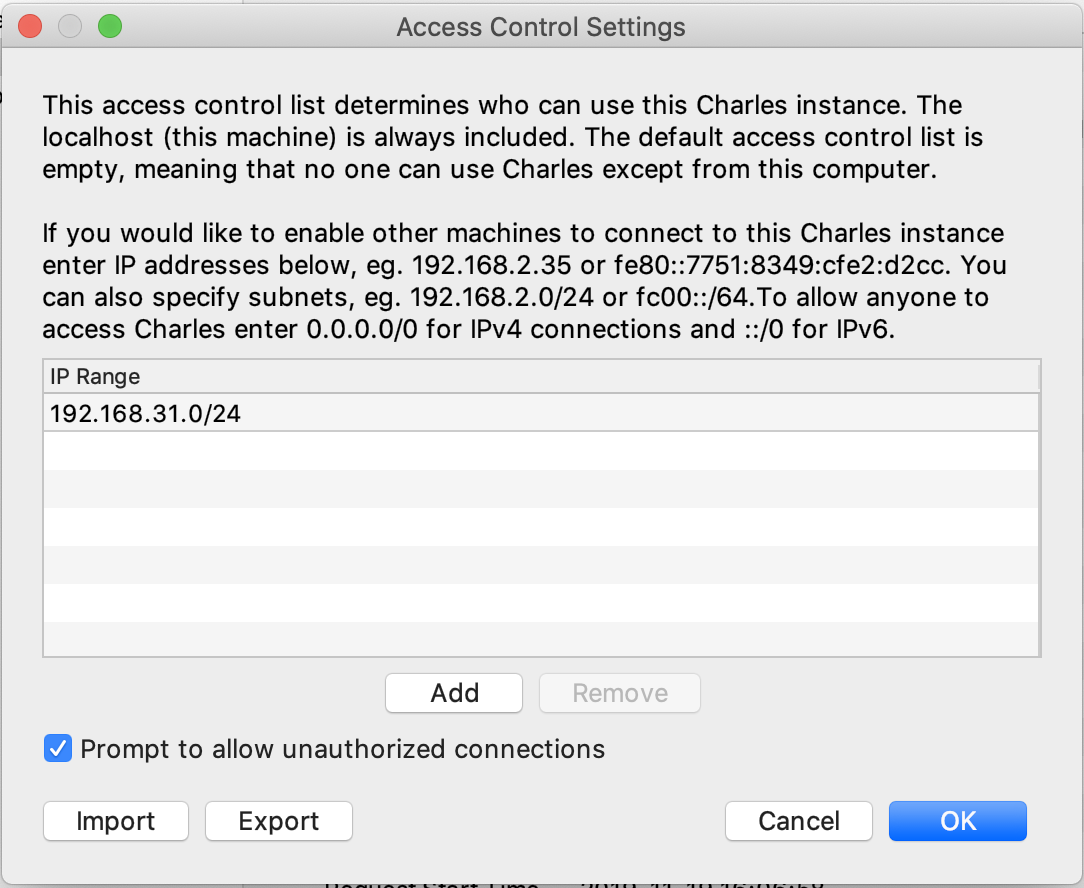 Access Control Settings
This access control list determines who can use this Charles instance. The
localhost (this machine) is always included. The default access control list is
empty, meaning that no one can use Charles except from this computer.
If you would like to enable other machines to connect to this Charles instance
enter IP addresses below, eg. 192.168.2.35 or fe80::7751:8349:cfe2:d2cc. You
can also specify subnets, eg. 192.168.2.0/24 or fc00::/64.To allow anyone to
access Charles enter 0.0.0.0/0 for IPv4 connections and ::/0 for IPv6.
IP Range
192.168.31.0/24
Add Remove
Prompt to allow unauthorized connections
Import Export Cancel OK